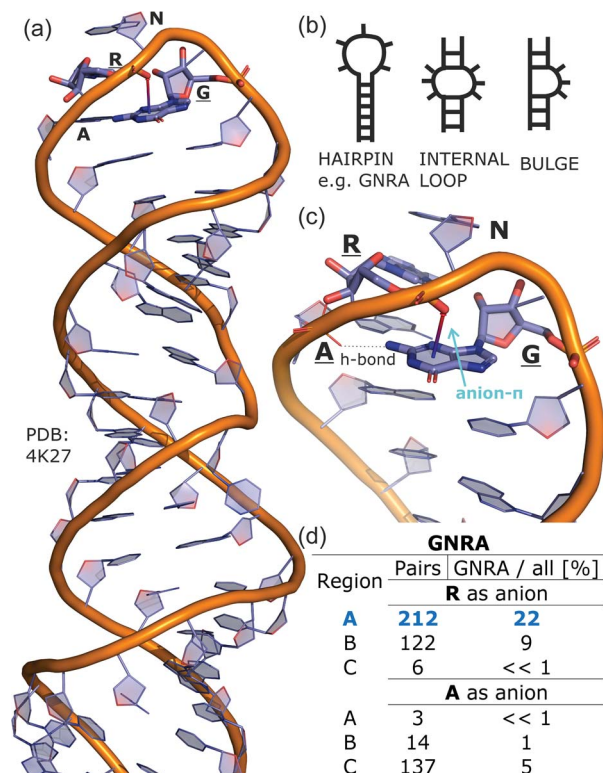 (a)
N
R
G
A
PDB:
4K27
(b)
HAIRPIN
e.g. GNRA
INTERNAL
LOOP
BULGE
(c)
N
R
A
h-bond
G
anion-π
(d)
GNRA
Region Pairs GNRA / all [%]
R as anion
A 212 22
B 122 9
C 6 << 1
A as anion
A 3 << 1
B 14 1
C 137 5